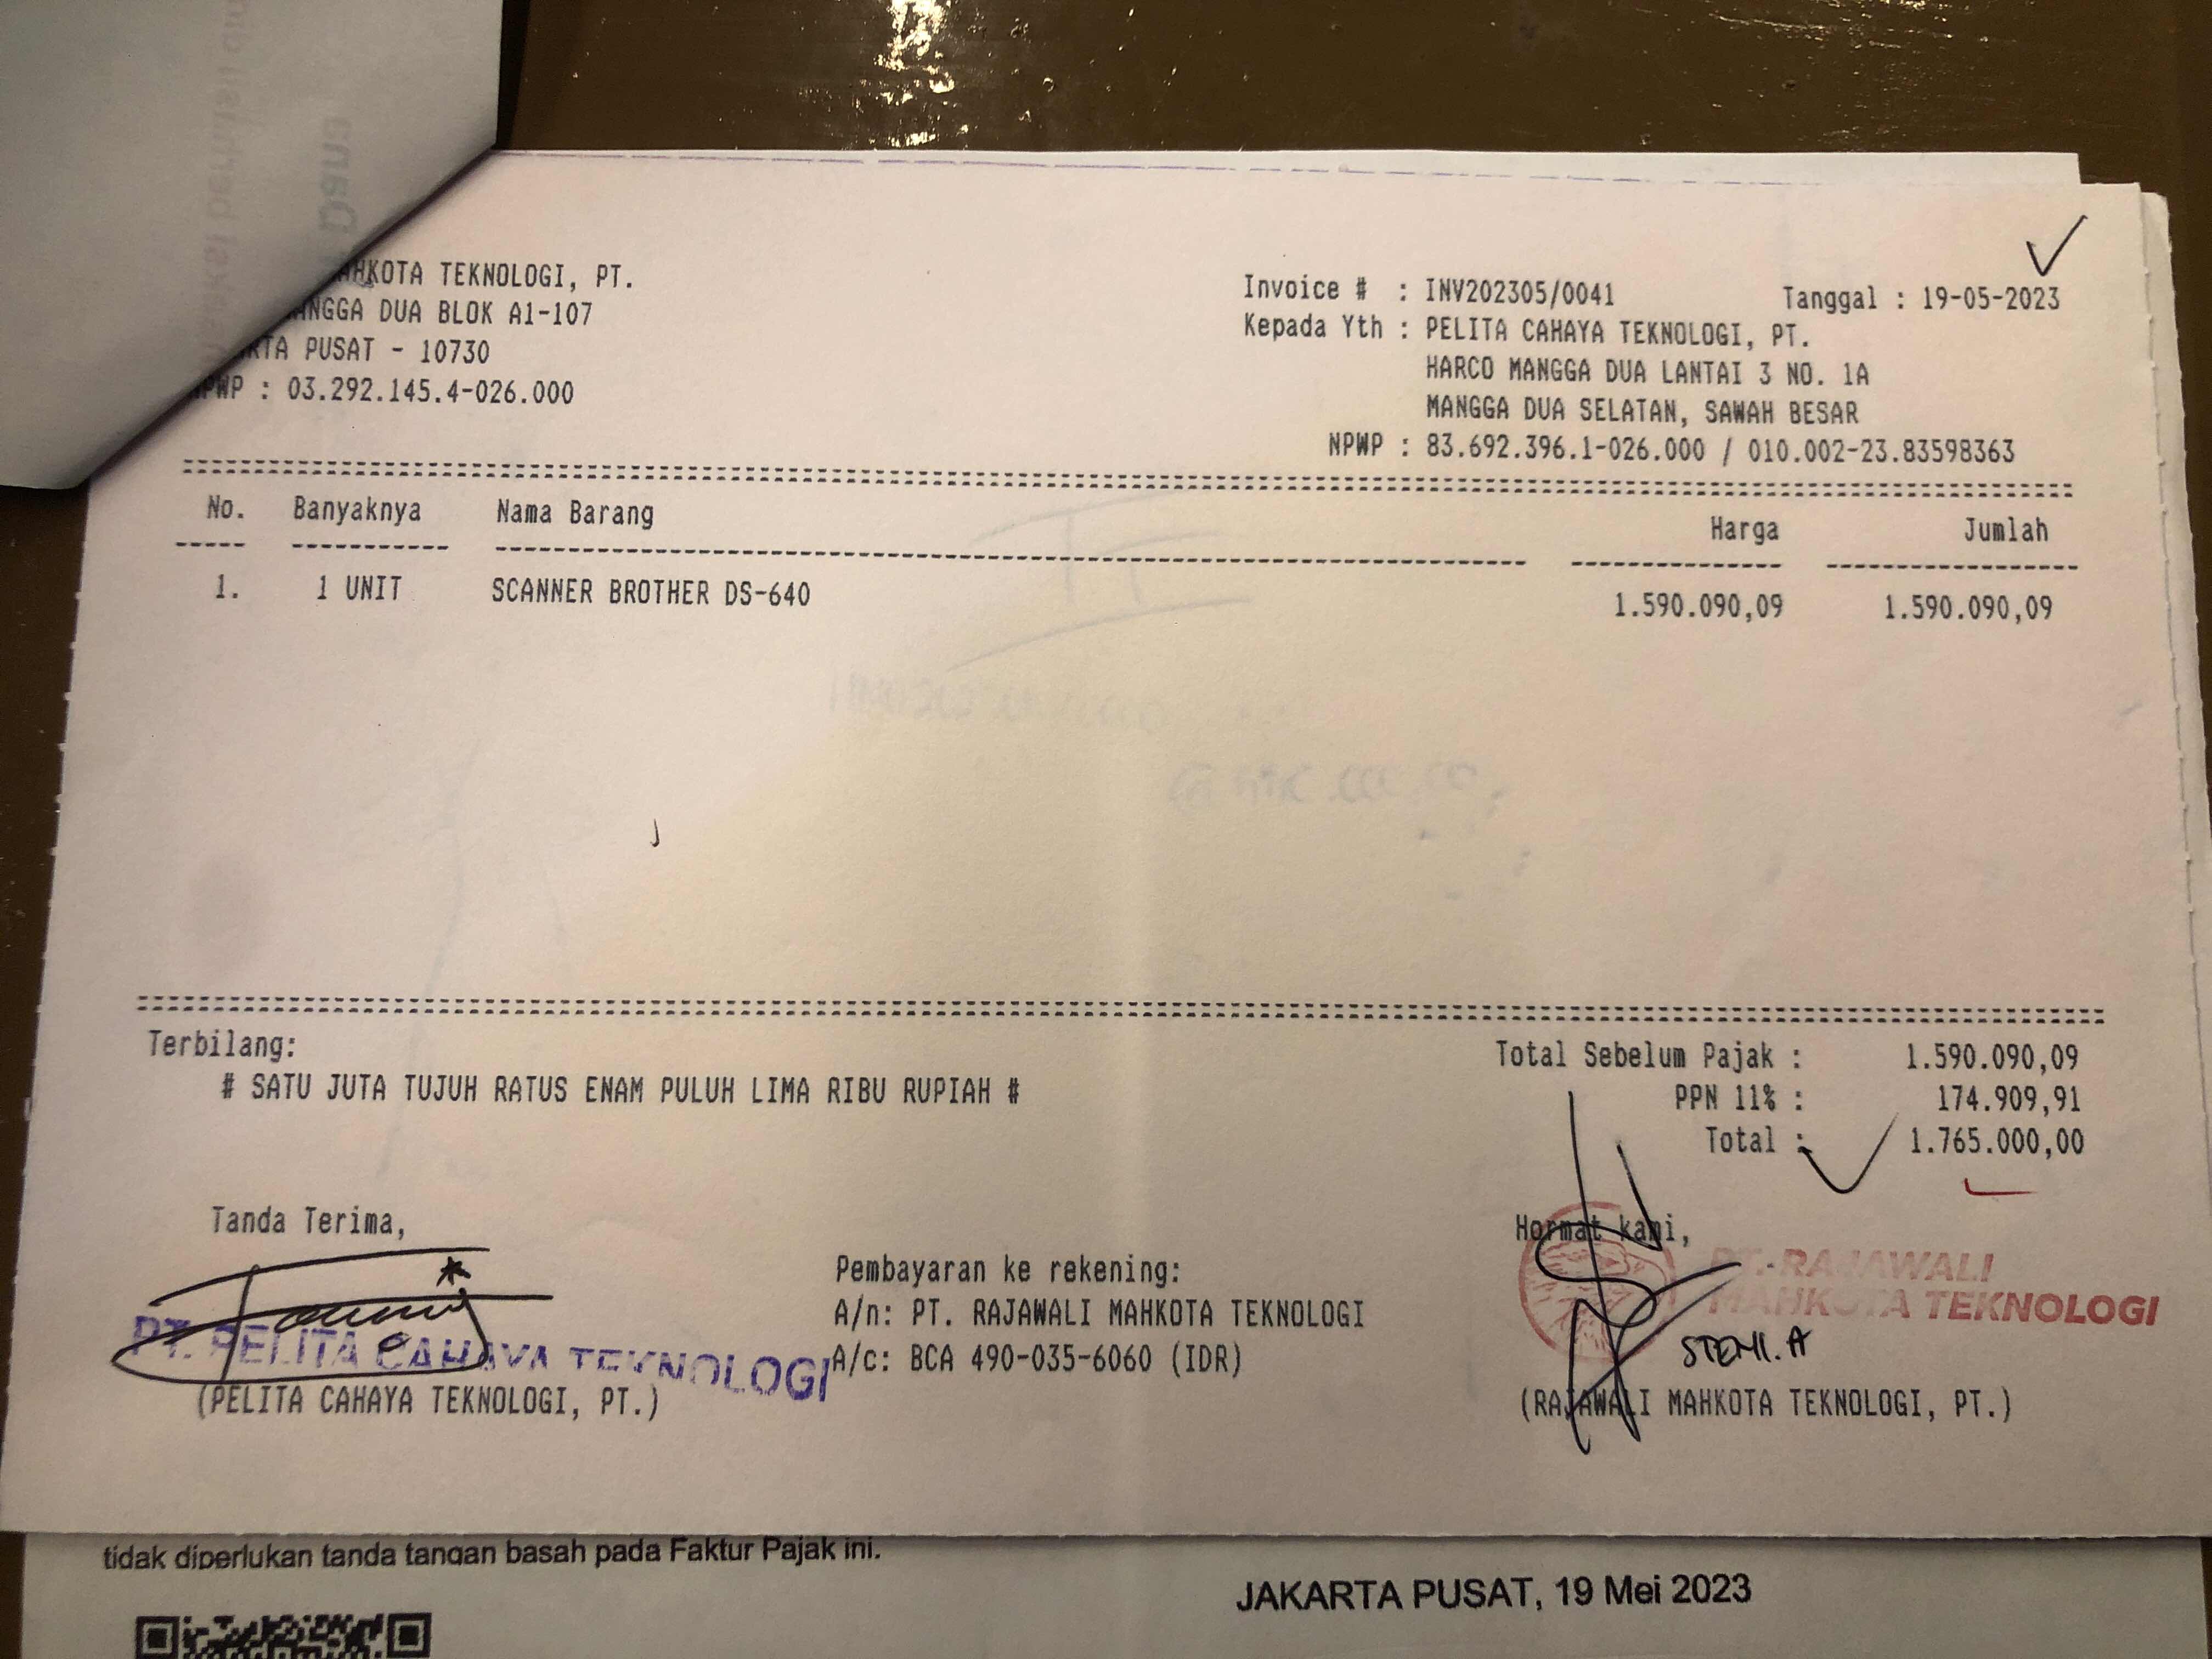 AHKOTA TEKNOLOGI, PT.
ANGGA DUA BLOK A1-107
RTA PUSAT - 10730
NPWP : 03.292.145.4-026.000
Invoice # : INV202305/0041 Tanggal : 19-05-2023
Kepada Yth : PELITA CAHAYA TEKNOLOGI, PT.
HARCO MANGGA DUA LANTAI 3 NO. 1A
MANGGA DUA SELATAN, SAWAH BESAR
NPWP : 83.692.396.1-026.000 / 010.002-23.83598363
No. Banyaknya Nama Barang Harga Jumlah
1. 1 UNIT SCANNER BROTHER DS-640 1.590.090,09 1.590.090,09
Terbilang:
# SATU JUTA TUJUH RATUS ENAM PULUH LIMA RIBU RUPIAH #
Total Sebelum Pajak : 1.590.090,09
PPN 11% : 174.909,91
Total : 1.765.000,00
Tanda Terima,
PT. PELITA CAHAYA TEKNOLOGI
(PELITA CAHAYA TEKNOLOGI, PT.)
Pembayaran ke rekening:
A/n: PT. RAJAWALI MAHKOTA TEKNOLOGI
A/c: BCA 490-035-6060 (IDR)
Hormat kami,
PT. RAJAWALI
MAHKOTA TEKNOLOGI
(RAJAWALI MAHKOTA TEKNOLOGI, PT.)
tidak diperlukan tanda tangan basah pada Faktur Pajak ini.
JAKARTA PUSAT, 19 Mei 2023